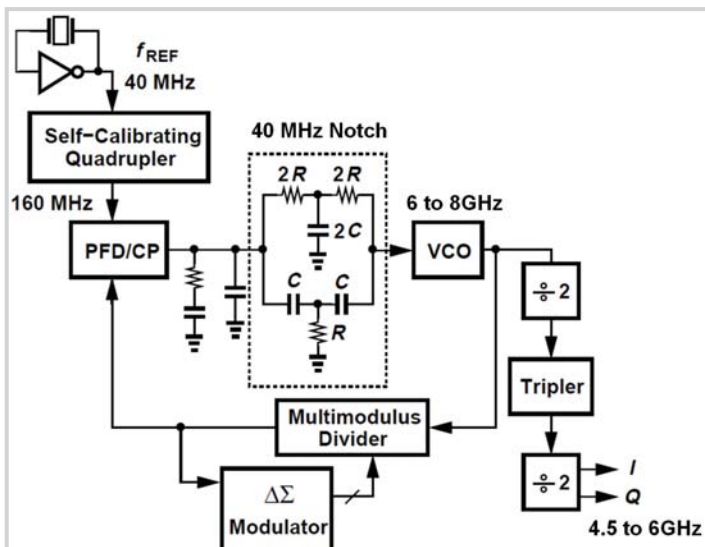 fREF
40 MHz
Self-Calibrating
Quadrupler
160 MHz
PFD/CP
40 MHz Notch
2R 2R
2C
C C
R
6 to 8GHz
VCO
÷ 2
Tripler
÷ 2
I
Q
4.5 to 6GHz
Multimodulus
Divider
ΔΣ
Modulator